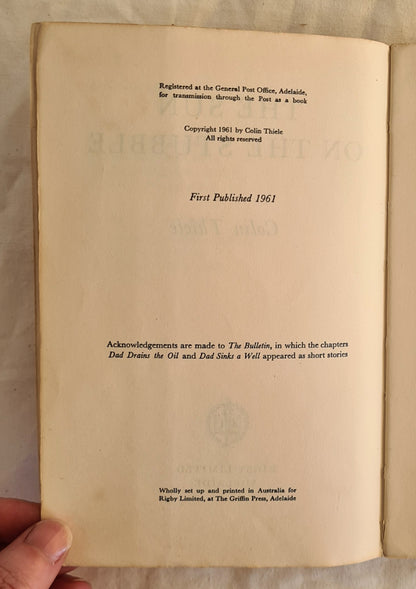 Registered at the General Post Office, Adelaide,
for transmission through the Post as a book
Copyright 1961 by Colin Thiele
All rights reserved
First Published 1961
Acknowledgements are made to The Bulletin, in which the chapters
Dad Drains the Oil and Dad Sinks a Well appeared as short stories
Wholly set up and printed in Australia for
Rigby Limited, at The Griffin Press, Adelaide